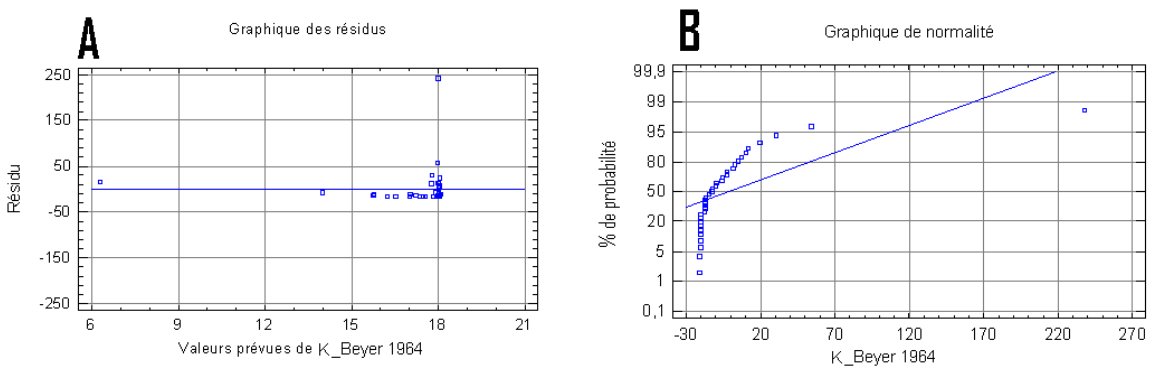 A
Graphique des résidus
Résidu
250
150
50
-50
-150
-250
6 9 12 15 18 21
Valeurs prévues de K_Beyer 1964
B
Graphique de normalité
% de probabilité
99,9
99
95
80
50
20
5
1
0,1
-30 20 70 120 170 220 270
K_Beyer 1964